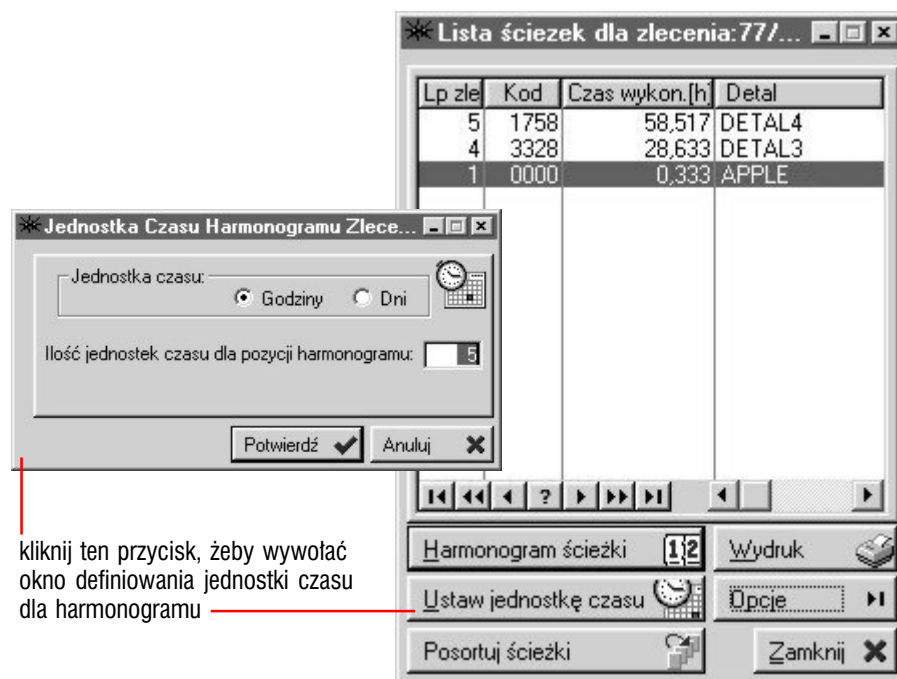 Lista ściezek dla zlecenia:77/...
Lp zle Kod Czas wykon.[h] Detal
5 1758 58,517 DETAL4
4 3328 28,633 DETAL3
1 0000 0,333 APPLE
Jednostka Czasu Harmonogramu Zlece...
Jednostka czasu:
Godziny Dni
Ilość jednostek czasu dla pozycji harmonogramu: 5
Potwierdź Anuluj
?
kliknij ten przycisk, żeby wywołać
okno definiowania jednostki czasu
dla harmonogramu
Harmonogram ścieżki 12 Wydruk
Ustaw jednostkę czasu Opcje
Posortuj ścieżki Zamknij